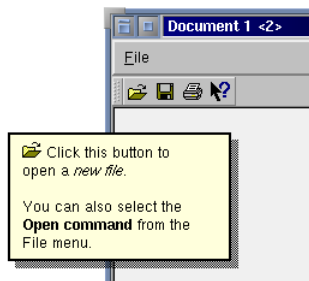 Document 1 <2>
File
Click this button to
open a new file.
You can also select the
Open command from the
File menu.